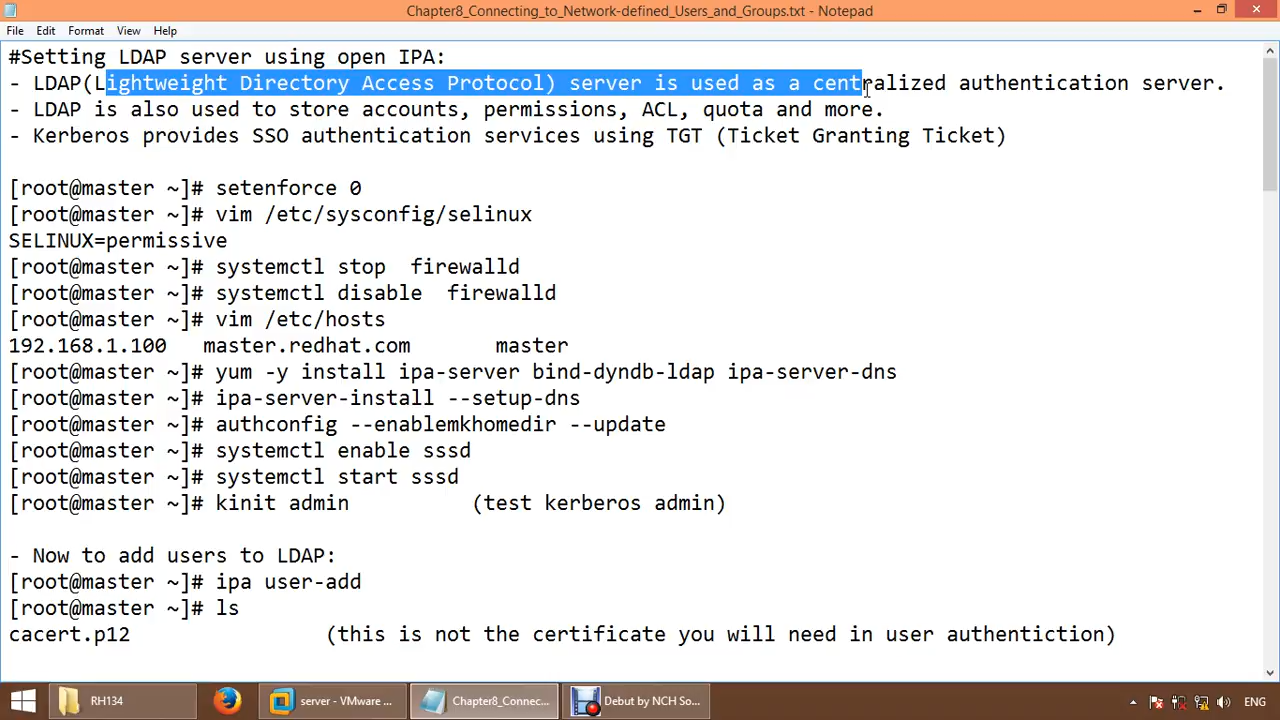 Chapter8_Connecting_to_Network-defined_Users_and_Groups.txt - Notepad
File Edit Format View Help
#Setting LDAP server using open IPA:
- LDAP(Lightweight Directory Access Protocol) server is used as a centralized authentication server.
- LDAP is also used to store accounts, permissions, ACL, quota and more.
- Kerberos provides SSO authentication services using TGT (Ticket Granting Ticket)
[root@master ~]# setenforce 0
[root@master ~]# vim /etc/sysconfig/selinux
SELINUX=permissive
[root@master ~]# systemctl stop  firewalld
[root@master ~]# systemctl disable  firewalld
[root@master ~]# vim /etc/hosts
192.168.1.100   master.redhat.com       master
[root@master ~]# yum -y install ipa-server bind-dyndb-ldap ipa-server-dns
[root@master ~]# ipa-server-install --setup-dns
[root@master ~]# authconfig --enablemkhomedir --update
[root@master ~]# systemctl enable sssd
[root@master ~]# systemctl start sssd
[root@master ~]# kinit admin          (test kerberos admin)
- Now to add users to LDAP:
[root@master ~]# ipa user-add
[root@master ~]# ls
cacert.p12                (this is not the certificate you will need in user authentiction)
RH134 server - VMware ... Chapter8_Connec... Debut by NCH So... ENG